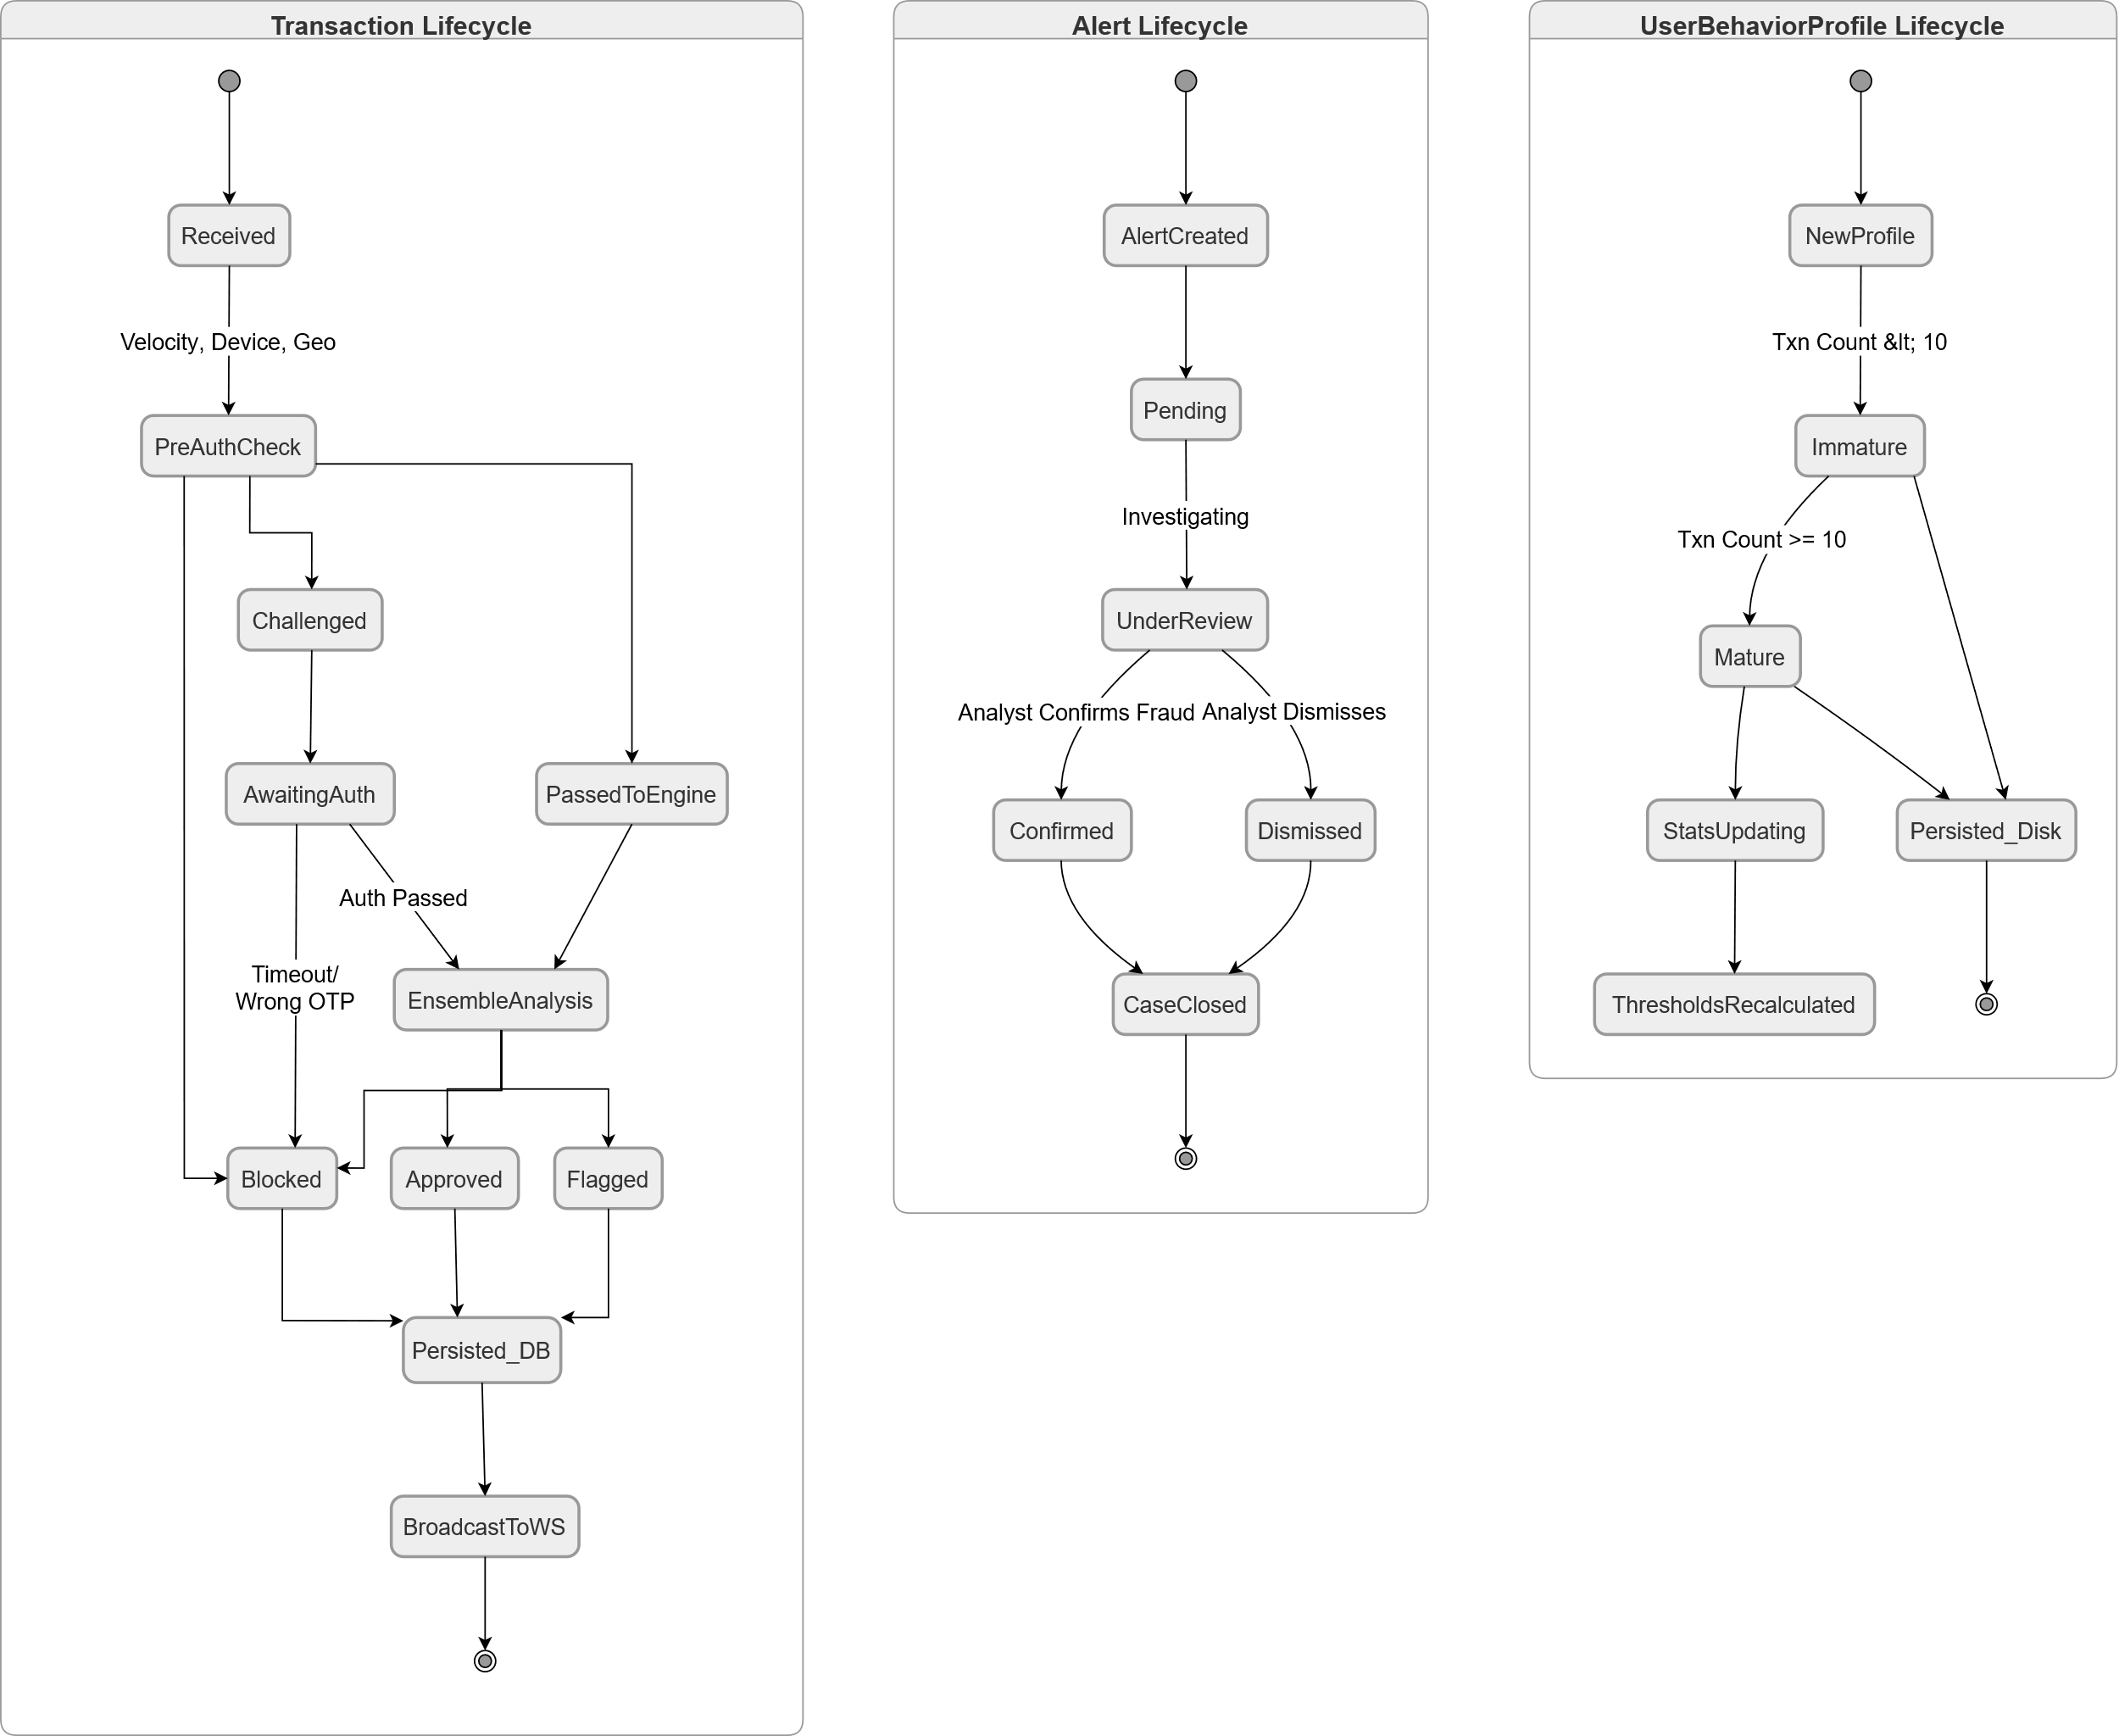 Transaction Lifecycle
Received
Velocity, Device, Geo
PreAuthCheck
Challenged
AwaitingAuth
PassedToEngine
Auth Passed
Timeout/
Wrong OTP
EnsembleAnalysis
Blocked
Approved
Flagged
Persisted_DB
BroadcastToWS
Alert Lifecycle
AlertCreated
Pending
Investigating
UnderReview
Analyst Confirms Fraud
Analyst Dismisses
Confirmed
Dismissed
CaseClosed
UserBehaviorProfile Lifecycle
NewProfile
Txn Count &lt; 10
Immature
Txn Count >= 10
Mature
StatsUpdating
Persisted_Disk
ThresholdsRecalculated